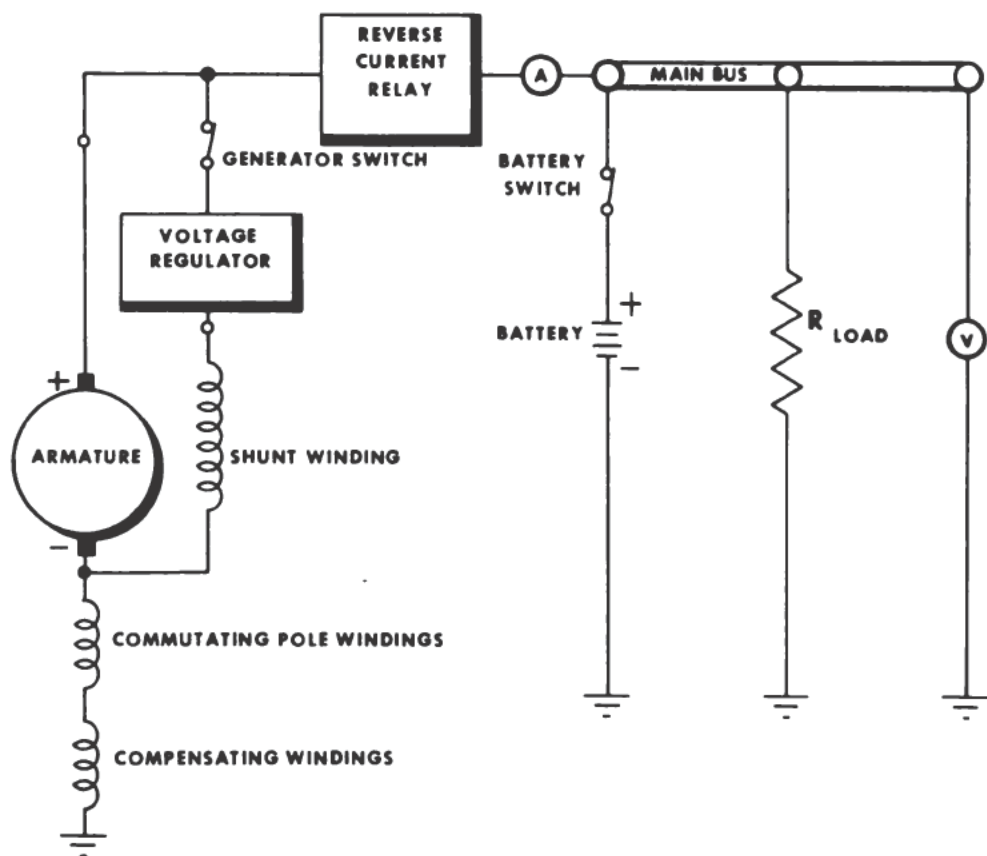 REVERSE
CURRENT
RELAY
A
MAIN BUS
GENERATOR SWITCH
BATTERY
SWITCH
VOLTAGE
REGULATOR
+
BATTERY
-
R LOAD
V
+
ARMATURE
-
SHUNT WINDING
COMMUTATING POLE WINDINGS
COMPENSATING WINDINGS